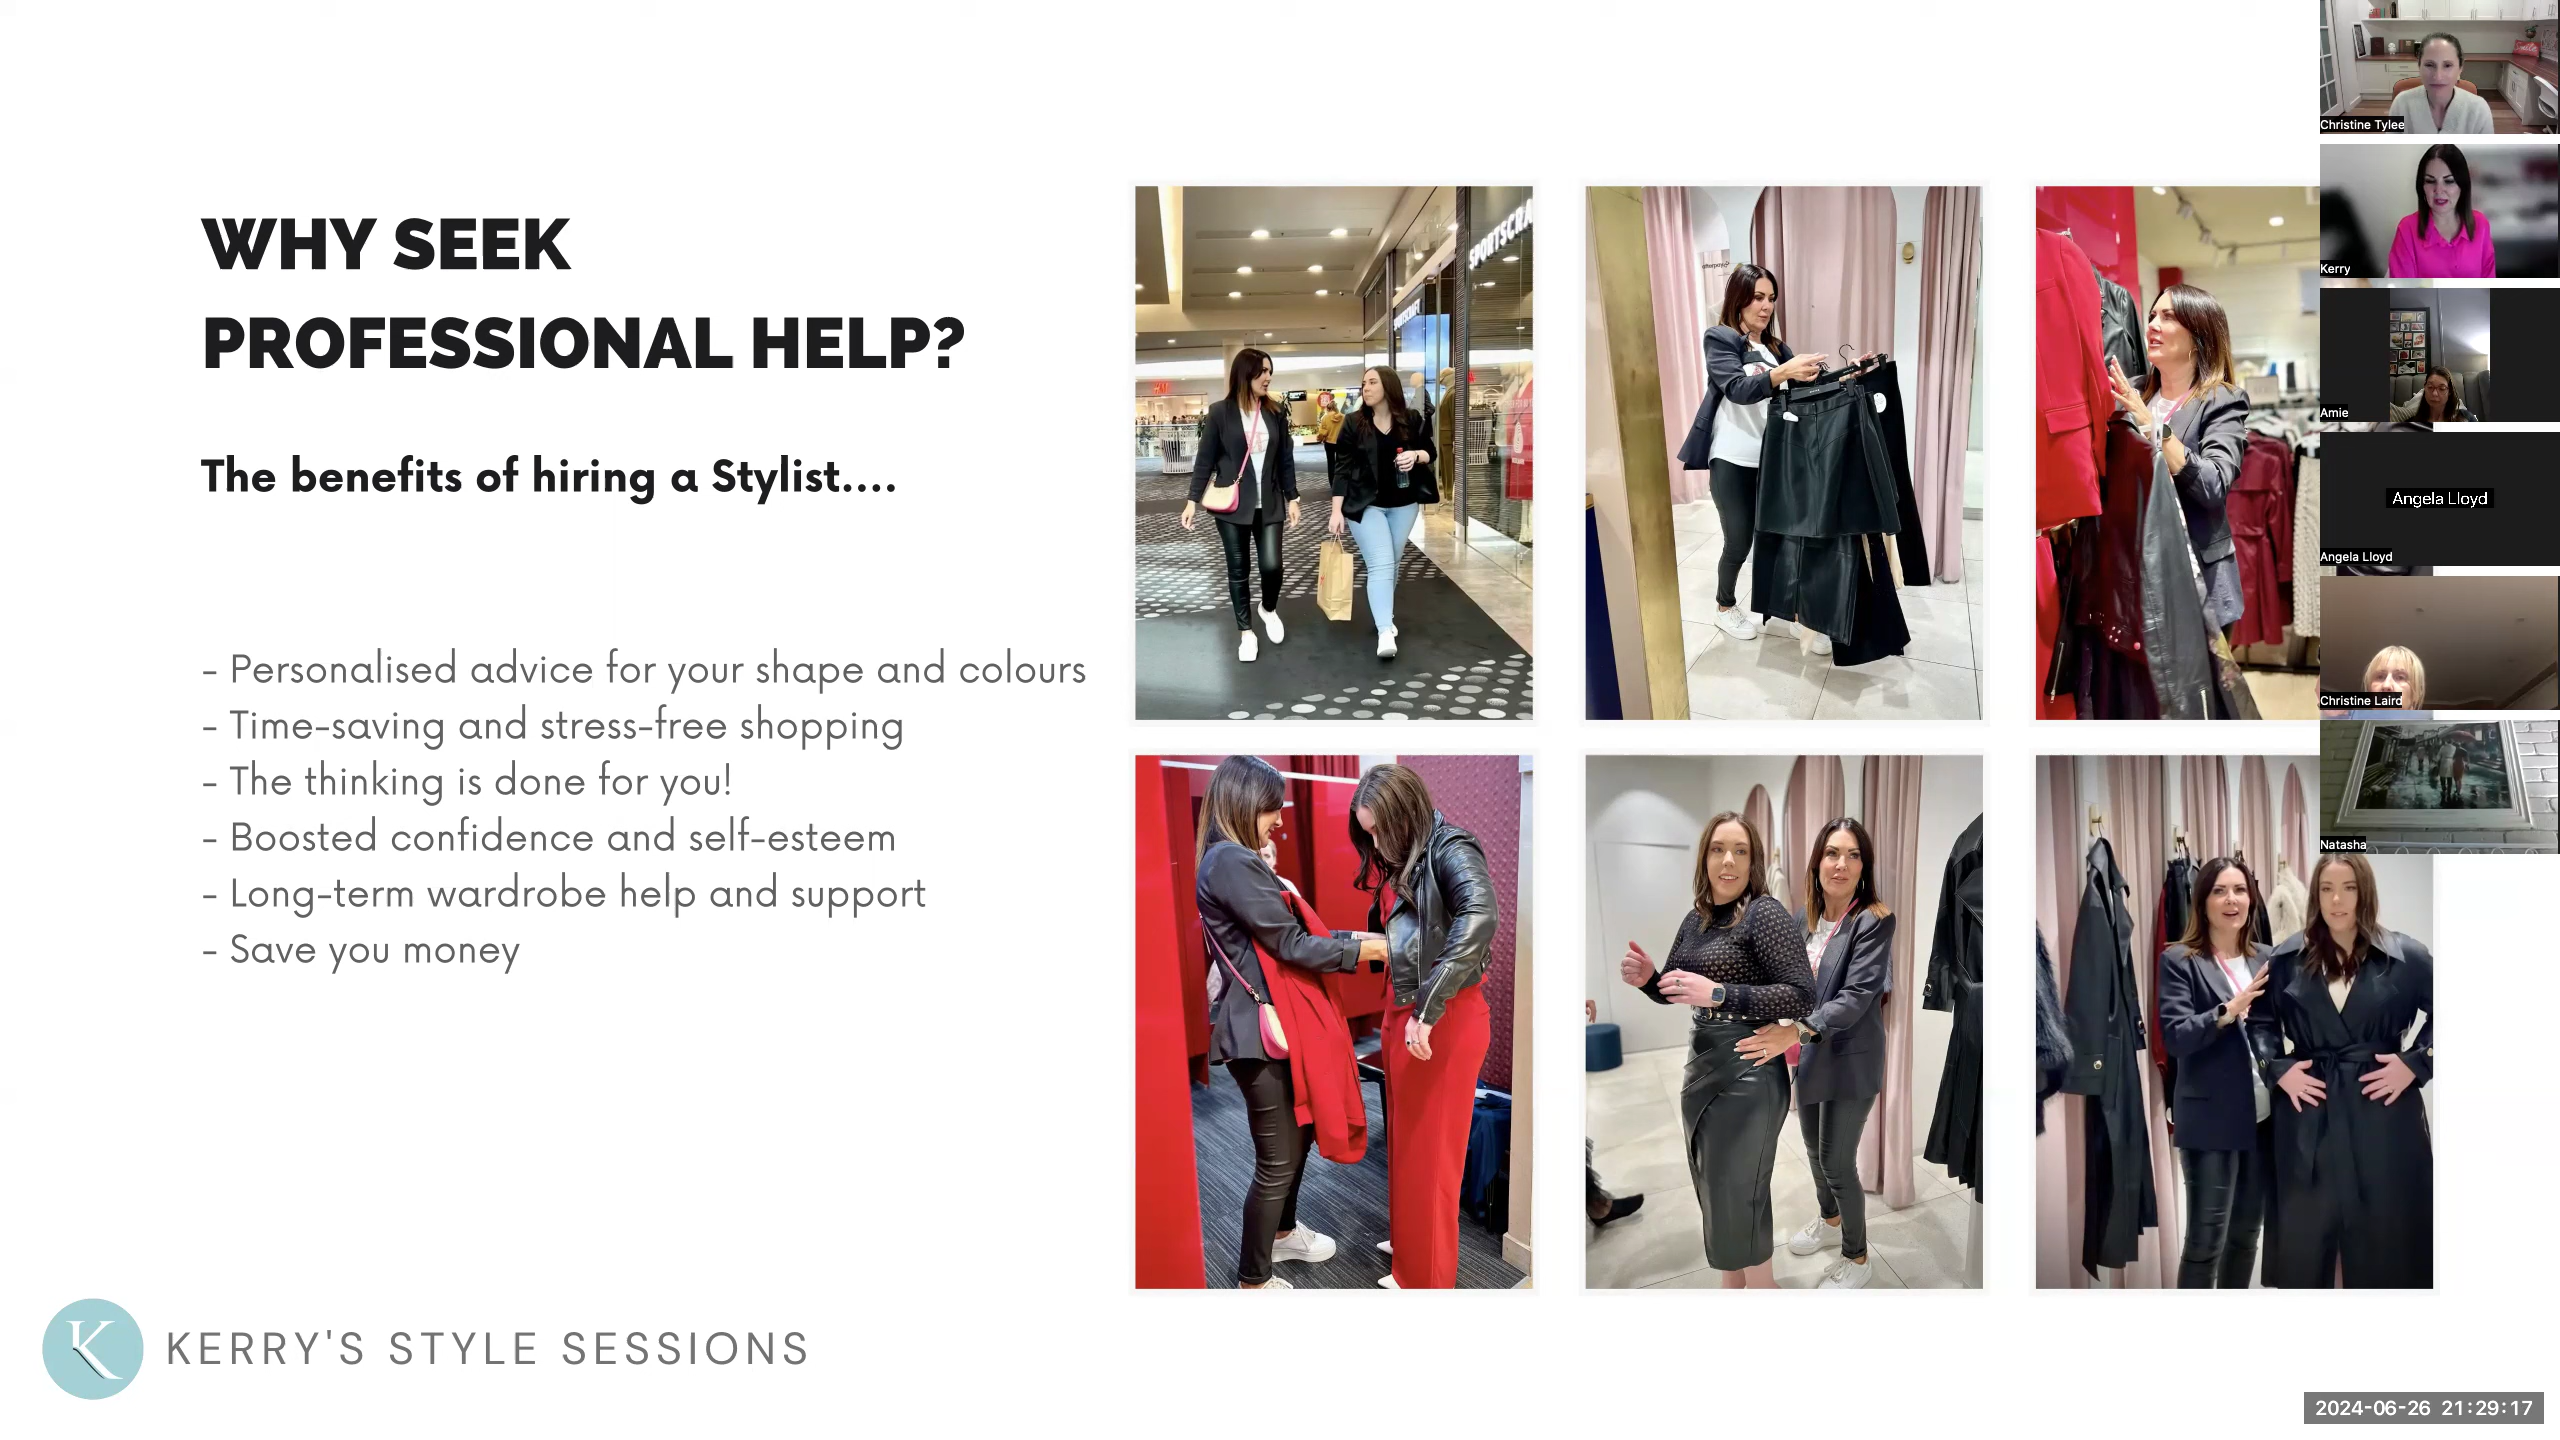 WHY SEEK
PROFESSIONAL HELP?
The benefits of hiring a Stylist....
- Personalised advice for your shape and colours
- Time-saving and stress-free shopping
- The thinking is done for you!
- Boosted confidence and self-esteem
- Long-term wardrobe help and support
- Save you money
K
KERRY'S STYLE SESSIONS
SPORTSCRA
H&M
Christine Tylee
Kerry
Amie
Angela Lloyd
Angela Lloyd
Christine Laird
Natasha
2024-06-26 21:29:17